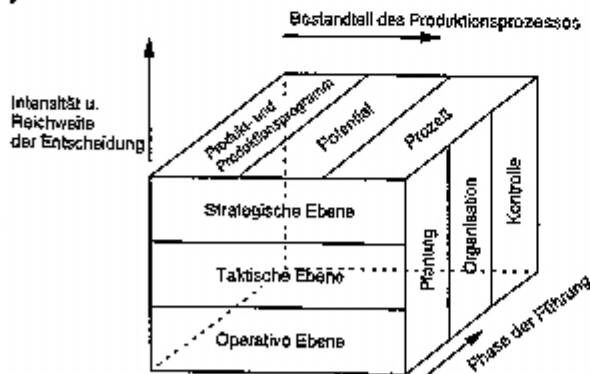 Bestandteil des Produktionsprozesses
Intensität u.
Reichweite
der Entscheidung
Produkt- und
Produktionsprogramm
Potential
Prozeß
Strategische Ebene
Taktische Ebene
Operative Ebene
Planung
Organisation
Kontrolle
Phase der Führung